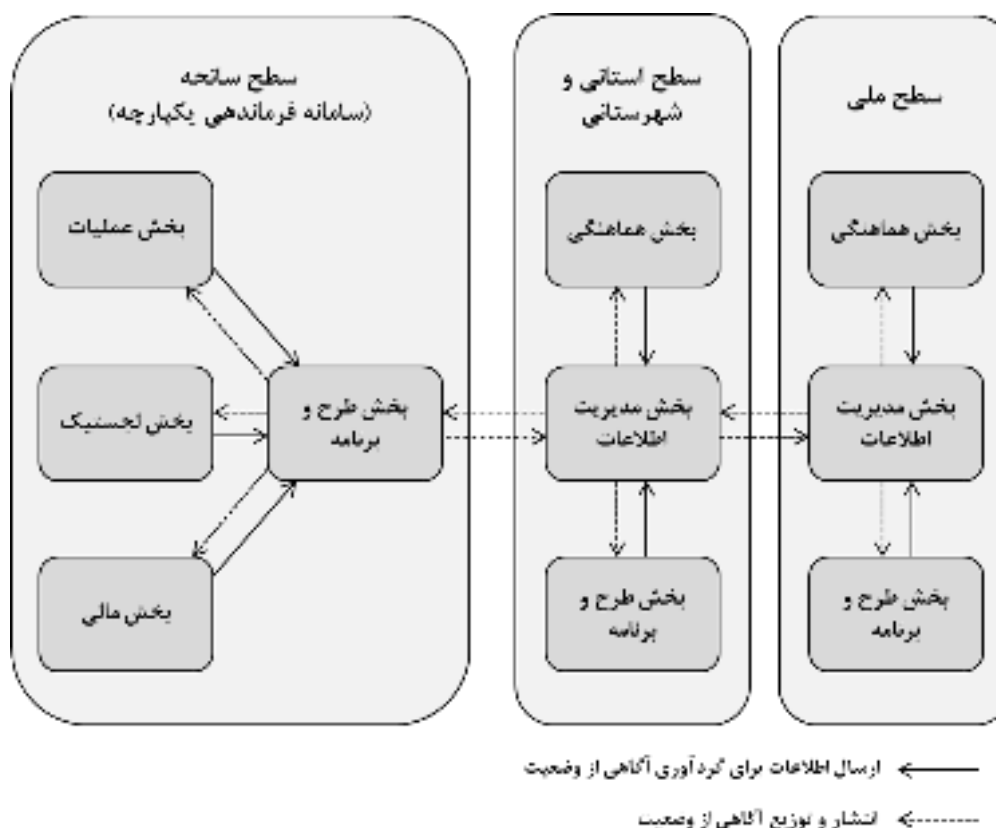 سطح ملی
بخش هماهنگی
بخش مدیریت
اطلاعات
بخش طرح و
برنامه
سطح استانی و
شهرستانی
بخش هماهنگی
بخش مدیریت
اطلاعات
بخش طرح و
برنامه
سطح سانحه
(سامانه فرماندهی یکپارچه)
بخش عملیات
بخش لجستیک
بخش طرح و
برنامه
بخش مالی
ارسال اطلاعات برای گردآوری آگاهی از وضعیت
انتشار و توزیع آگاهی از وضعیت